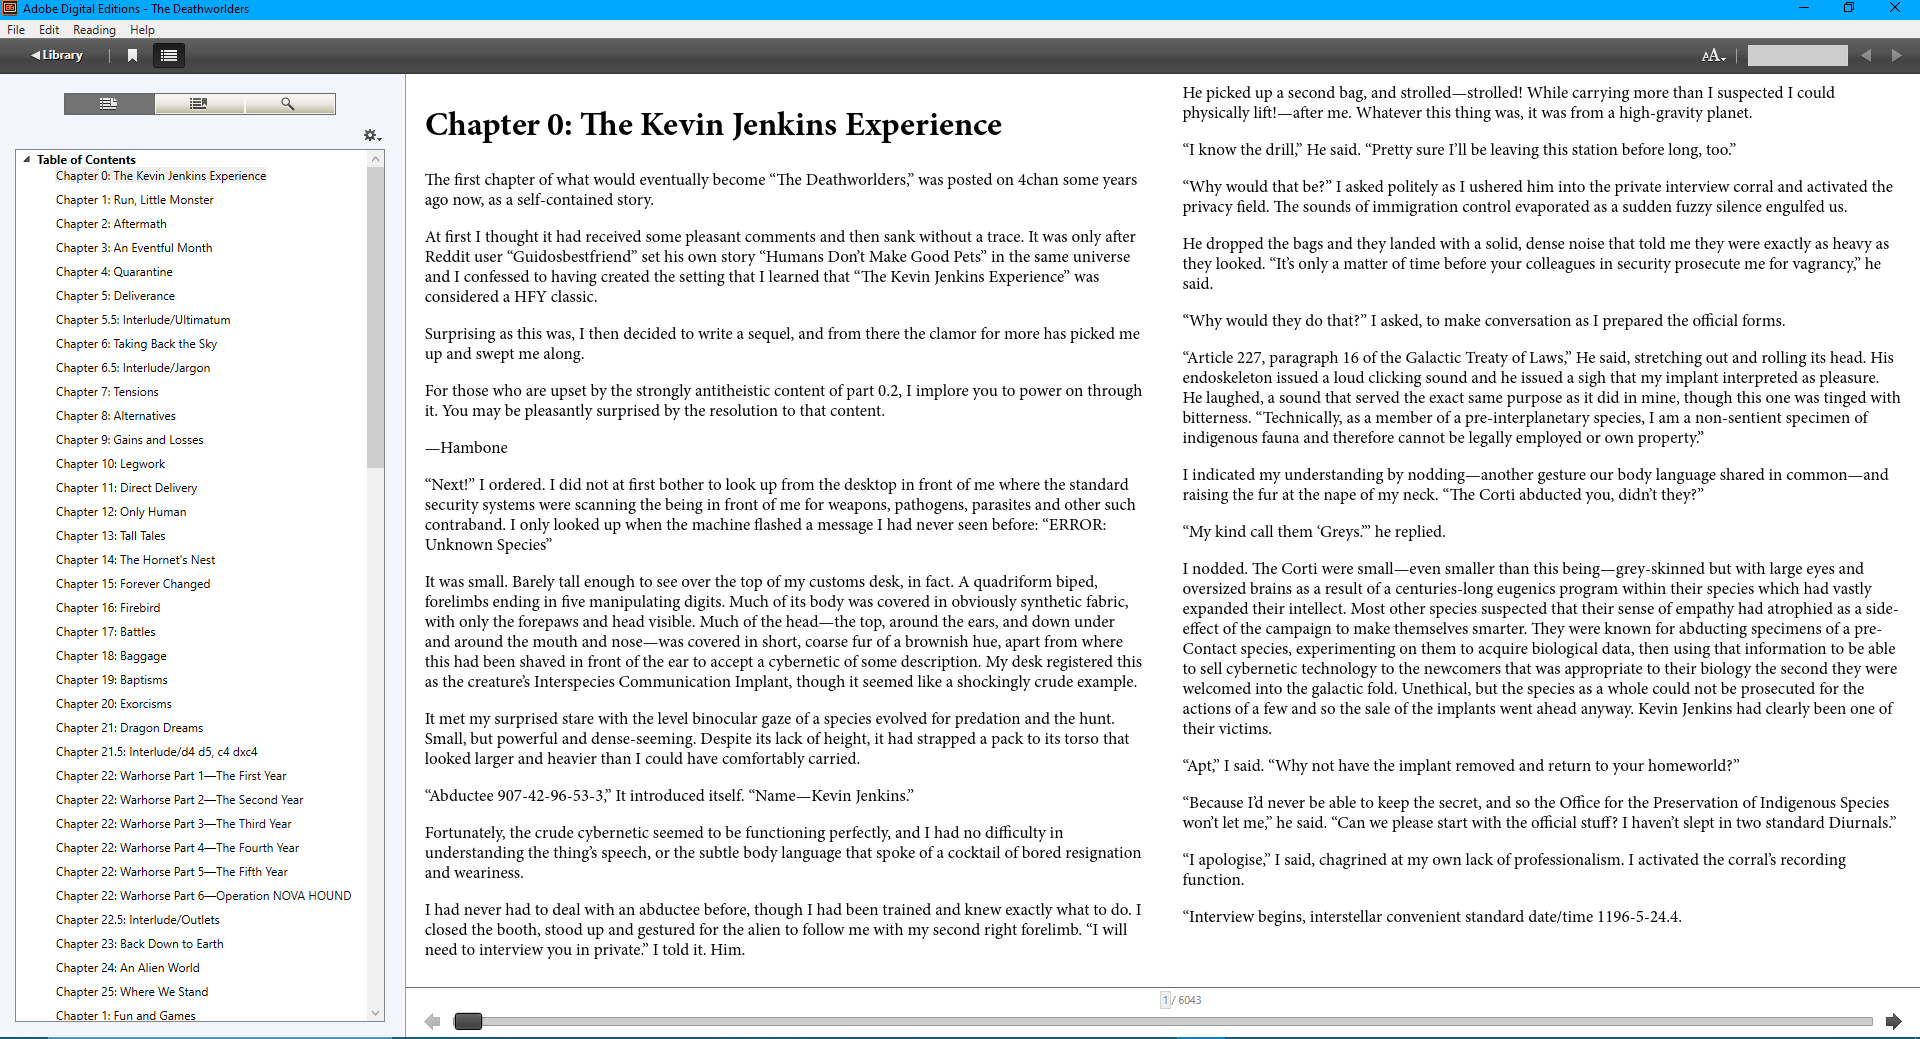 Adobe Digital Editions - The Deathworlders
File Edit Reading Help
◀Library
AA
Table of Contents
Chapter 0: The Kevin Jenkins Experience
Chapter 1: Run, Little Monster
Chapter 2: Aftermath
Chapter 3: An Eventful Month
Chapter 4: Quarantine
Chapter 5: Deliverance
Chapter 5.5: Interlude/Ultimatum
Chapter 6: Taking Back the Sky
Chapter 6.5: Interlude/Jargon
Chapter 7: Tensions
Chapter 8: Alternatives
Chapter 9: Gains and Losses
Chapter 10: Legwork
Chapter 11: Direct Delivery
Chapter 12: Only Human
Chapter 13: Tall Tales
Chapter 14: The Hornet's Nest
Chapter 15: Forever Changed
Chapter 16: Firebird
Chapter 17: Battles
Chapter 18: Baggage
Chapter 19: Baptisms
Chapter 20: Exorcisms
Chapter 21: Dragon Dreams
Chapter 21.5: Interlude/d4 d5, c4 dxc4
Chapter 22: Warhorse Part 1—The First Year
Chapter 22: Warhorse Part 2—The Second Year
Chapter 22: Warhorse Part 3—The Third Year
Chapter 22: Warhorse Part 4—The Fourth Year
Chapter 22: Warhorse Part 5—The Fifth Year
Chapter 22: Warhorse Part 6—Operation NOVA HOUND
Chapter 22.5: Interlude/Outlets
Chapter 23: Back Down to Earth
Chapter 24: An Alien World
Chapter 25: Where We Stand
Chapter 1: Fun and Games
Chapter 0: The Kevin Jenkins Experience
The first chapter of what would eventually become “The Deathworlders,” was posted on 4chan some years
ago now, as a self-contained story.
At first I thought it had received some pleasant comments and then sank without a trace. It was only after
Reddit user “Guidosbestfriend” set his own story “Humans Don’t Make Good Pets” in the same universe
and I confessed to having created the setting that I learned that “The Kevin Jenkins Experience” was
considered a HFY classic.
Surprising as this was, I then decided to write a sequel, and from there the clamor for more has picked me
up and swept me along.
For those who are upset by the strongly antitheistic content of part 0.2, I implore you to power on through
it. You may be pleasantly surprised by the resolution to that content.
—Hambone
“Next!” I ordered. I did not at first bother to look up from the desktop in front of me where the standard
security systems were scanning the being in front of me for weapons, pathogens, parasites and other such
contraband. I only looked up when the machine flashed a message I had never seen before: “ERROR:
Unknown Species”
It was small. Barely tall enough to see over the top of my customs desk, in fact. A quadriform biped,
forelimbs ending in five manipulating digits. Much of its body was covered in obviously synthetic fabric,
with only the forepaws and head visible. Much of the head—the top, around the ears, and down under
and around the mouth and nose—was covered in short, coarse fur of a brownish hue, apart from where
this had been shaved in front of the ear to accept a cybernetic of some description. My desk registered this
as the creature’s Interspecies Communication Implant, though it seemed like a shockingly crude example.
It met my surprised stare with the level binocular gaze of a species evolved for predation and the hunt.
Small, but powerful and dense-seeming. Despite its lack of height, it had strapped a pack to its torso that
looked larger and heavier than I could have comfortably carried.
“Abductee 907-42-96-53-3,” It introduced itself. “Name—Kevin Jenkins.”
Fortunately, the crude cybernetic seemed to be functioning perfectly, and I had no difficulty in
understanding the thing’s speech, or the subtle body language that spoke of a cocktail of bored resignation
and weariness.
I had never had to deal with an abductee before, though I had been trained and knew exactly what to do. I
closed the booth, stood up and gestured for the alien to follow me with my second right forelimb. “I will
need to interview you in private.” I told it. Him.
He picked up a second bag, and strolled—strolled! While carrying more than I suspected I could
physically lift!—after me. Whatever this thing was, it was from a high-gravity planet.
“I know the drill,” He said. “Pretty sure I’ll be leaving this station before long, too.”
“Why would that be?” I asked politely as I ushered him into the private interview corral and activated the
privacy field. The sounds of immigration control evaporated as a sudden fuzzy silence engulfed us.
He dropped the bags and they landed with a solid, dense noise that told me they were exactly as heavy as
they looked. “It’s only a matter of time before your colleagues in security prosecute me for vagrancy,” he
said.
“Why would they do that?” I asked, to make conversation as I prepared the official forms.
“Article 227, paragraph 16 of the Galactic Treaty of Laws,” He said, stretching out and rolling its head. His
endoskeleton issued a loud clicking sound and he issued a sigh that my implant interpreted as pleasure.
He laughed, a sound that served the exact same purpose as it did in mine, though this one was tinged with
bitterness. “Technically, as a member of a pre-interplanetary species, I am a non-sentient specimen of
indigenous fauna and therefore cannot be legally employed or own property.”
I indicated my understanding by nodding—another gesture our body language shared in common—and
raising the fur at the nape of my neck. “The Corti abducted you, didn’t they?”
“My kind call them ‘Greys.’” he replied.
I nodded. The Corti were small—even smaller than this being—grey-skinned but with large eyes and
oversized brains as a result of a centuries-long eugenics program within their species which had vastly
expanded their intellect. Most other species suspected that their sense of empathy had atrophied as a side-
effect of the campaign to make themselves smarter. They were known for abducting specimens of a pre-
Contact species, experimenting on them to acquire biological data, then using that information to be able
to sell cybernetic technology to the newcomers that was appropriate to their biology the second they were
welcomed into the galactic fold. Unethical, but the species as a whole could not be prosecuted for the
actions of a few and so the sale of the implants went ahead anyway. Kevin Jenkins had clearly been one of
their victims.
“Apt,” I said. “Why not have the implant removed and return to your homeworld?”
“Because I’d never be able to keep the secret, and so the Office for the Preservation of Indigenous Species
won’t let me,” he said. “Can we please start with the official stuff? I haven’t slept in two standard Diurnals.”
“I apologise,” I said, chagrined at my own lack of professionalism. I activated the corral’s recording
function.
“Interview begins, interstellar convenient standard date/time 1196-5-24.4.
1 / 6043